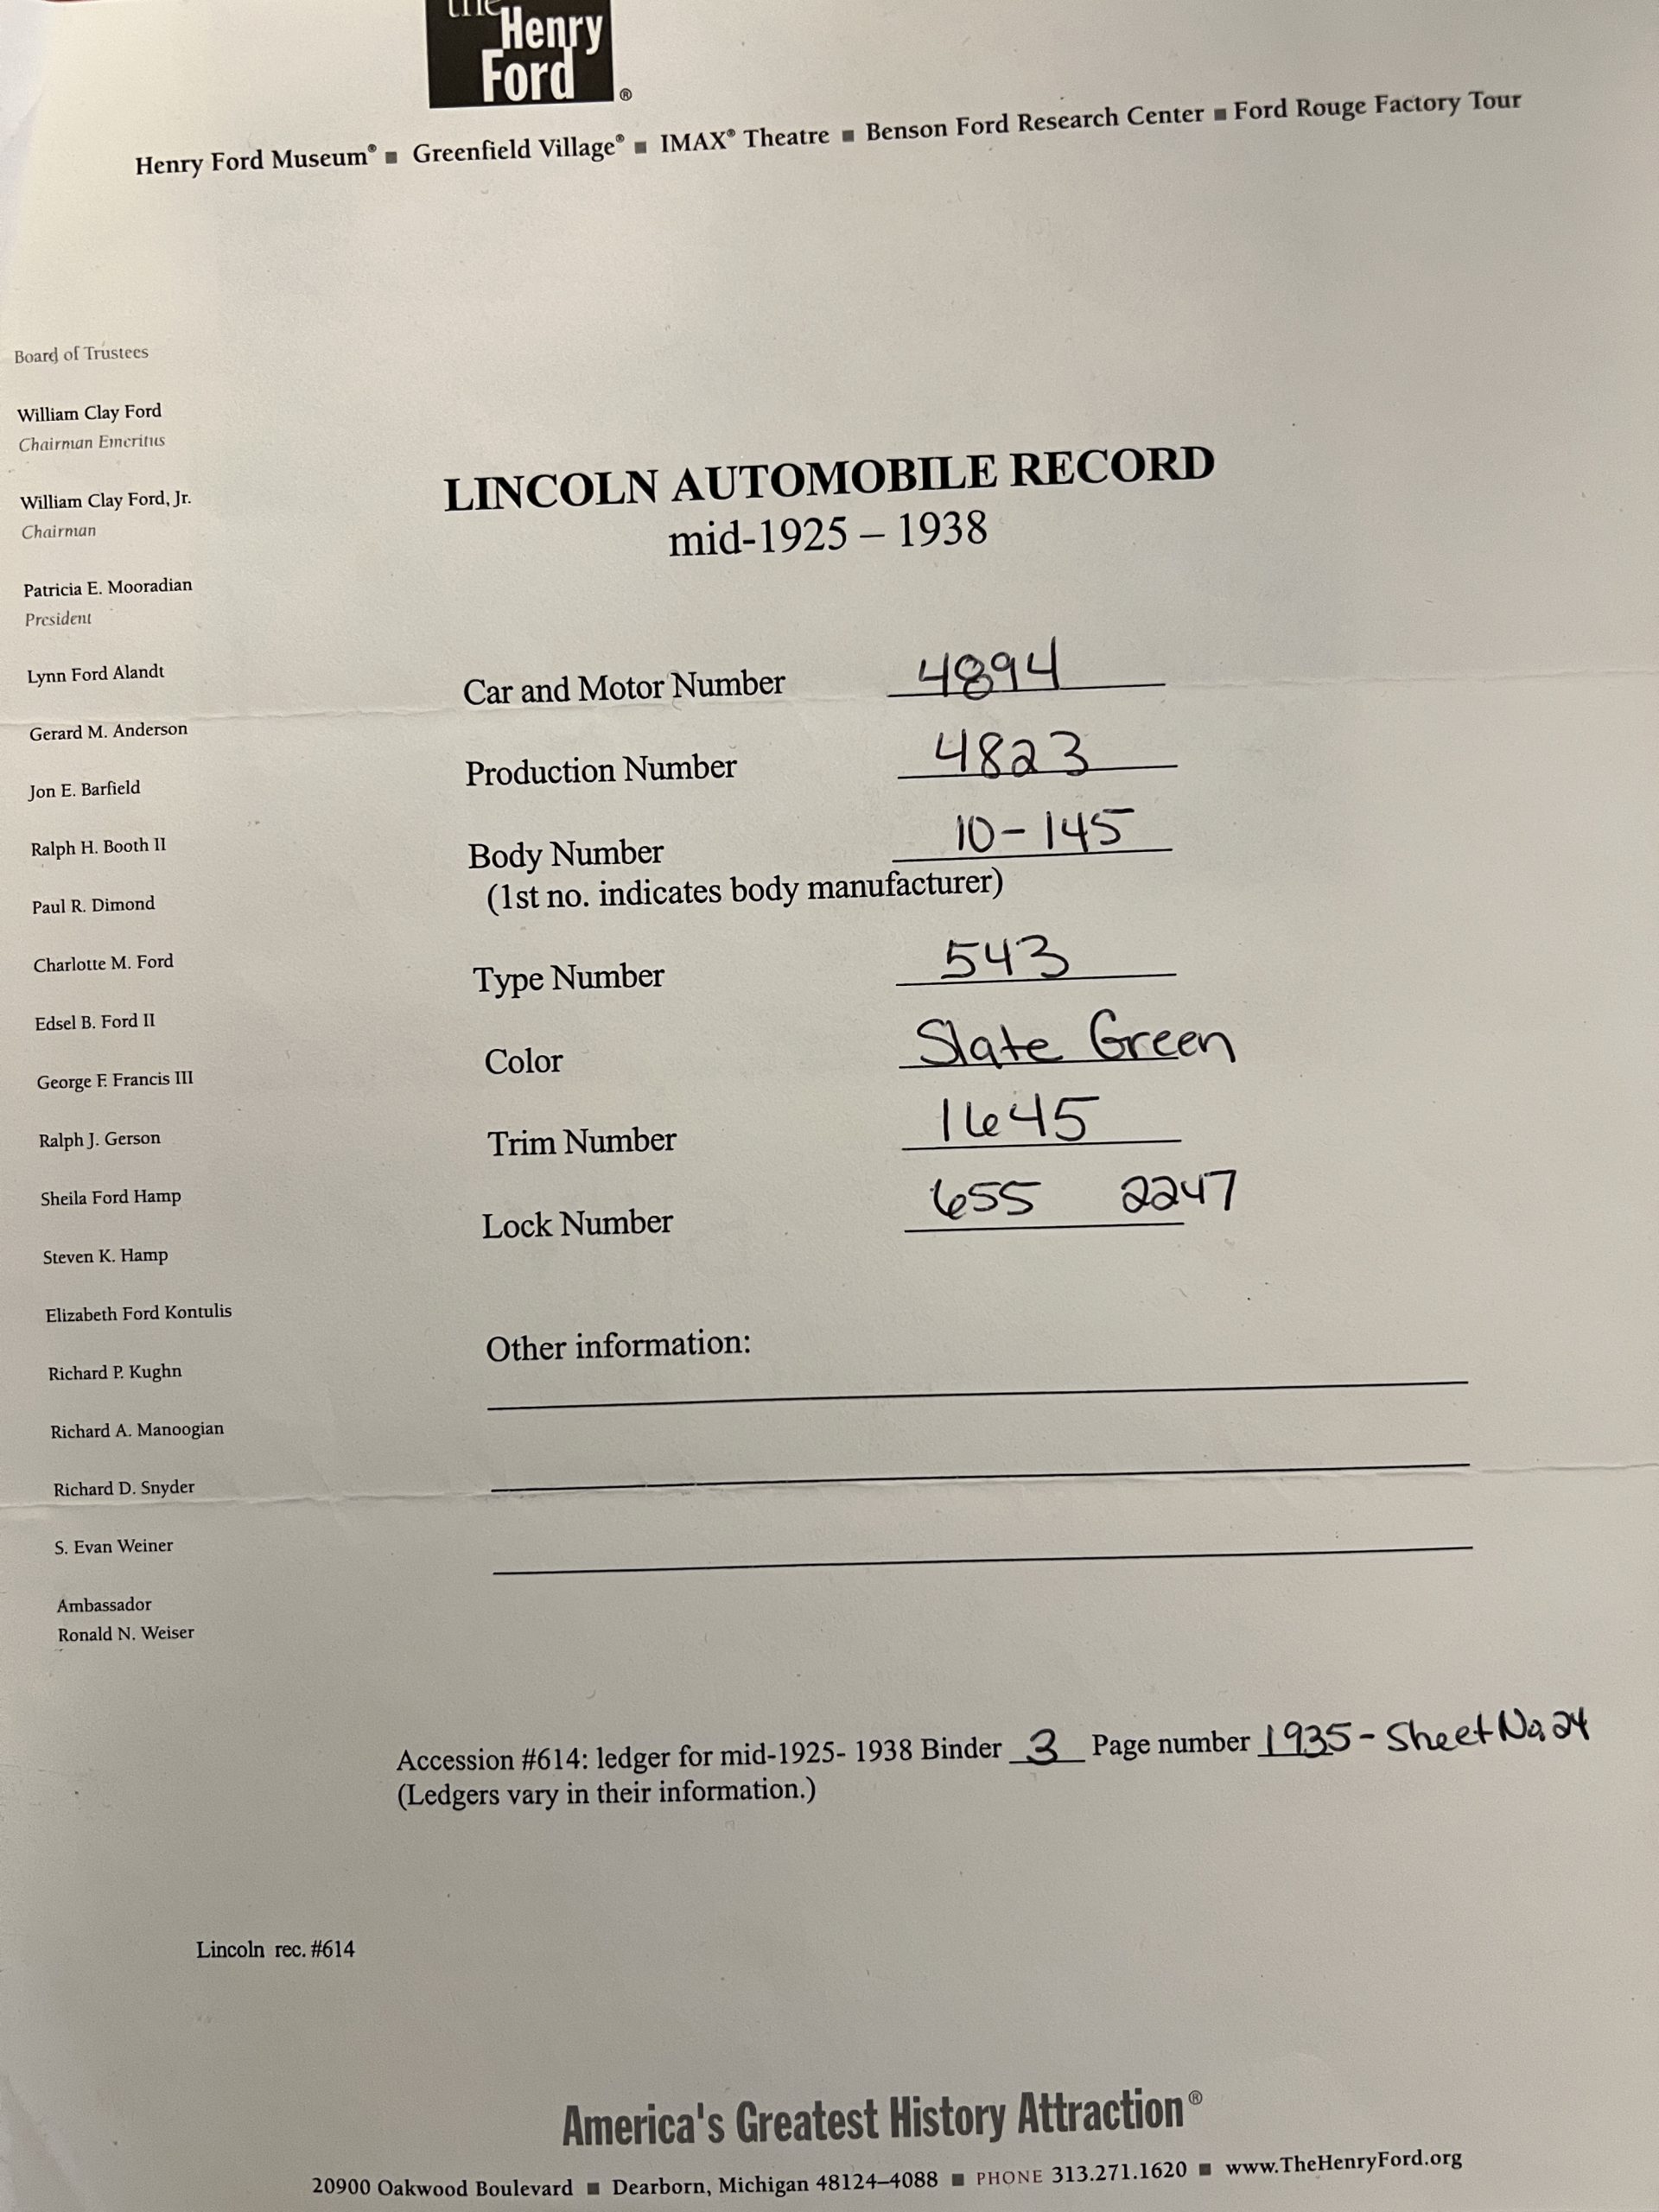 the
Henry
Ford®
Henry Ford Museum® ■ Greenfield Village® ■ IMAX® Theatre ■ Benson Ford Research Center ■ Ford Rouge Factory Tour
Board of Trustees
William Clay Ford
Chairman Emeritus
William Clay Ford, Jr.
Chairman
Patricia E. Mooradian
President
Lynn Ford Alandt
Gerard M. Anderson
Jon E. Barfield
Ralph H. Booth II
Paul R. Dimond
Charlotte M. Ford
Edsel B. Ford II
George F. Francis III
Ralph J. Gerson
Sheila Ford Hamp
Steven K. Hamp
Elizabeth Ford Kontulis
Richard P. Kughn
Richard A. Manoogian
Richard D. Snyder
S. Evan Weiner
Ambassador
Ronald N. Weiser
LINCOLN AUTOMOBILE RECORD
mid-1925 – 1938
Car and Motor Number 4894
Production Number 4823
Body Number 10-145
(1st no. indicates body manufacturer)
Type Number 543
Color Slate Green
Trim Number 1645
Lock Number 655 2247
Other information:
Accession #614: ledger for mid-1925- 1938 Binder 3 Page number 1935- Sheet No. 24
(Ledgers vary in their information.)
Lincoln rec. #614
America's Greatest History Attraction®
20900 Oakwood Boulevard ■ Dearborn, Michigan 48124–4088 ■ PHONE 313.271.1620 ■ www.TheHenryFord.org